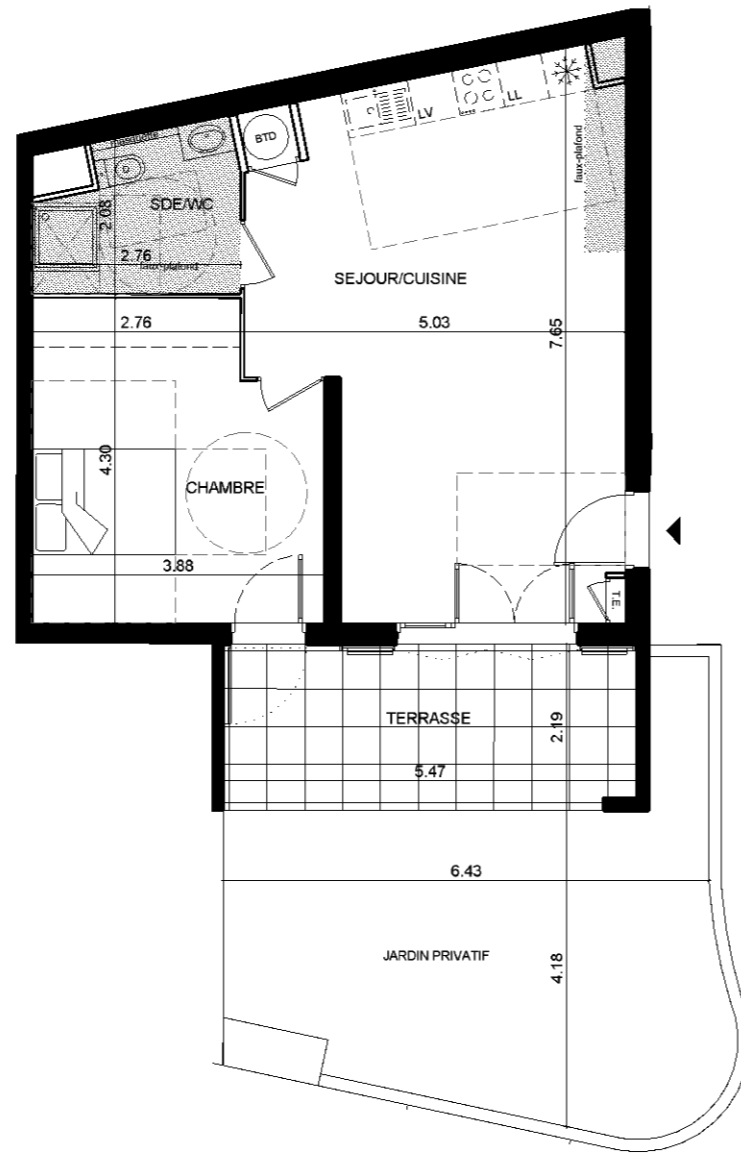 BTD
LV
LL
faux-plafond
SDE/WC
2.08
2.76
faux-plafond
SEJOUR/CUISINE
2.76
5.03
7.65
4.30
CHAMBRE
3.88
T.E.
TERRASSE
2.19
5.47
6.43
JARDIN PRIVATIF
4.18